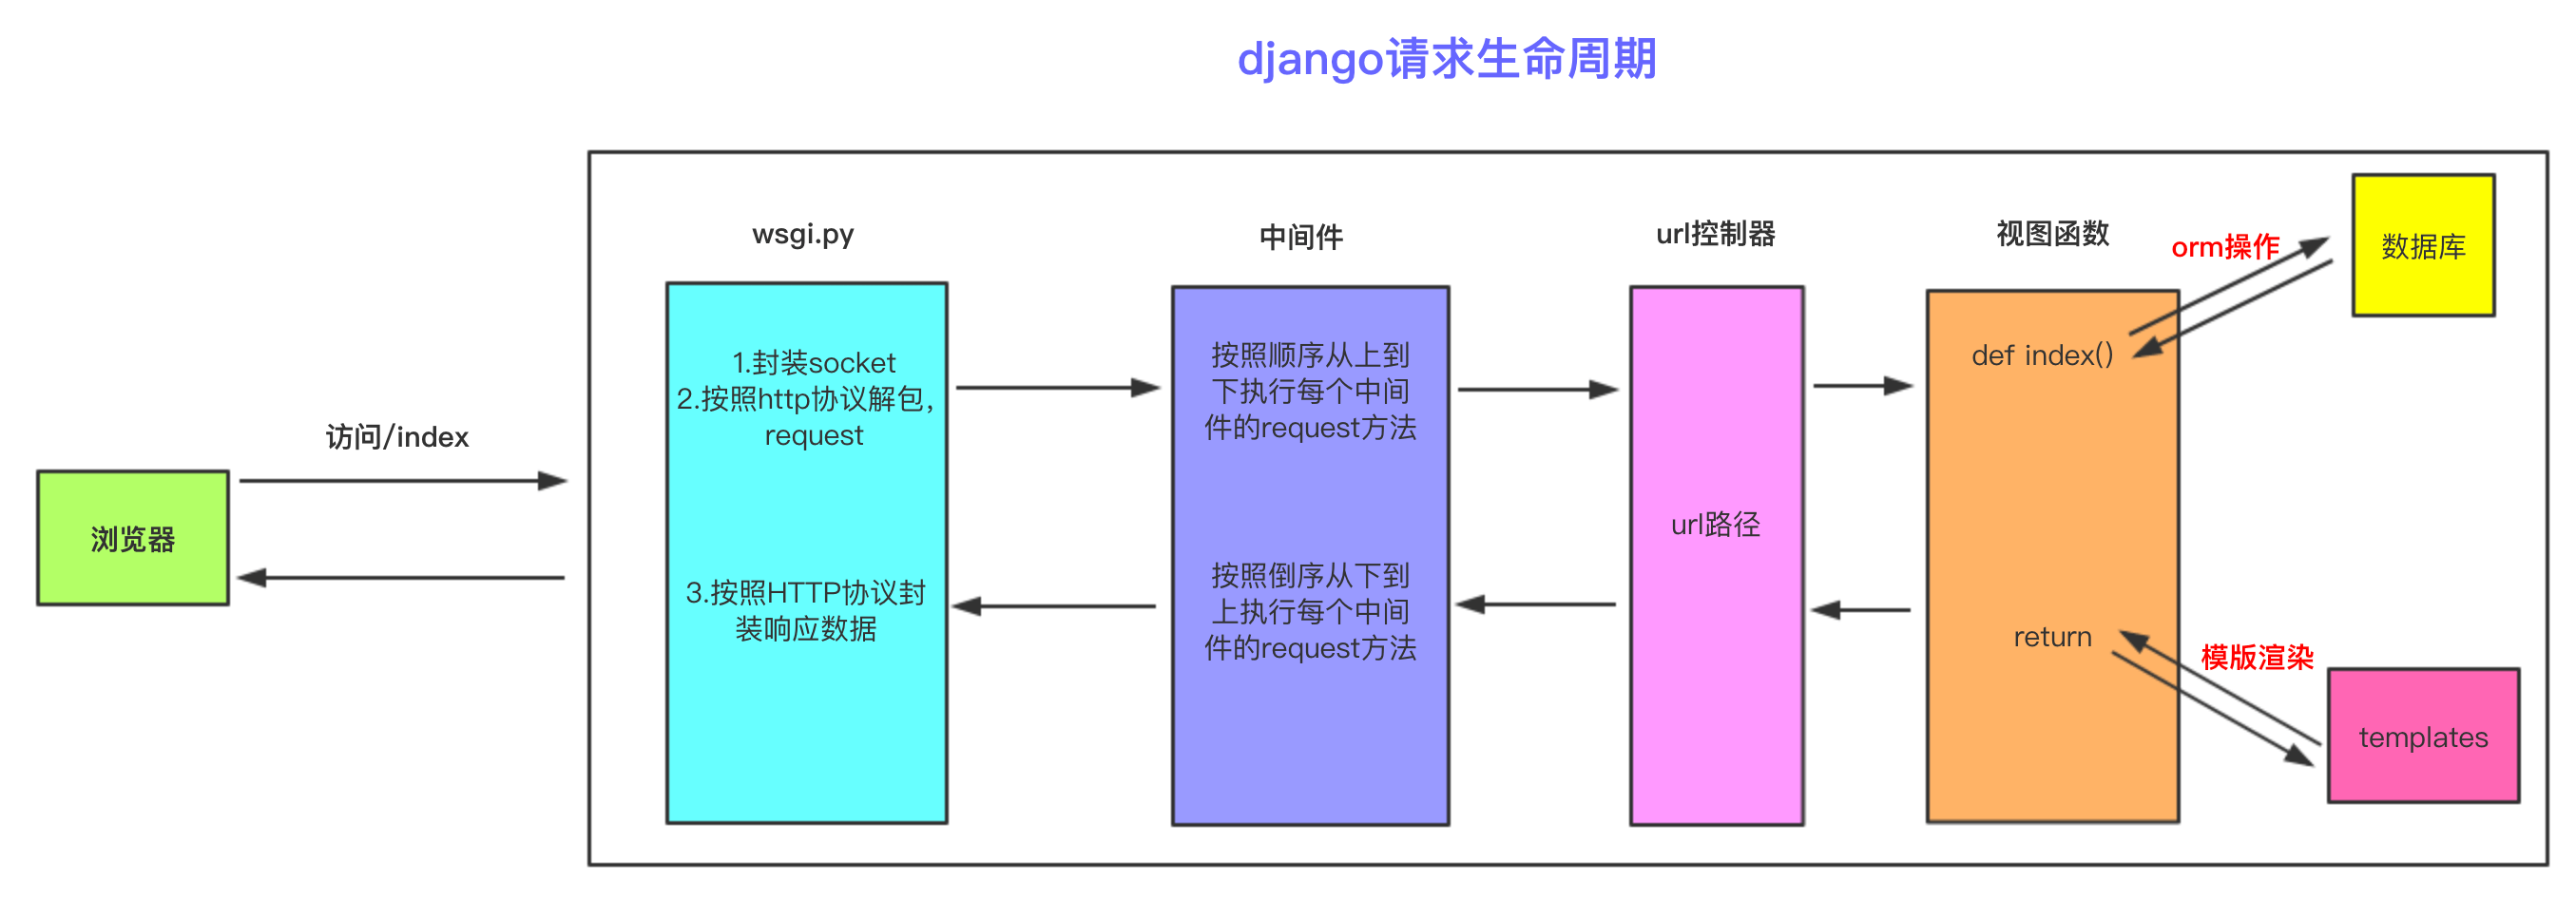 django请求生命周期
wsgi.py
中间件
url控制器
视图函数
orm操作
数据库
1.封装socket
2.按照http协议解包，
request
按照顺序从上到
下执行每个中间
件的request方法
def index()
访问/index
浏览器
url路径
3.按照HTTP协议封
装响应数据
按照倒序从下到
上执行每个中间
件的request方法
return
模版渲染
templates